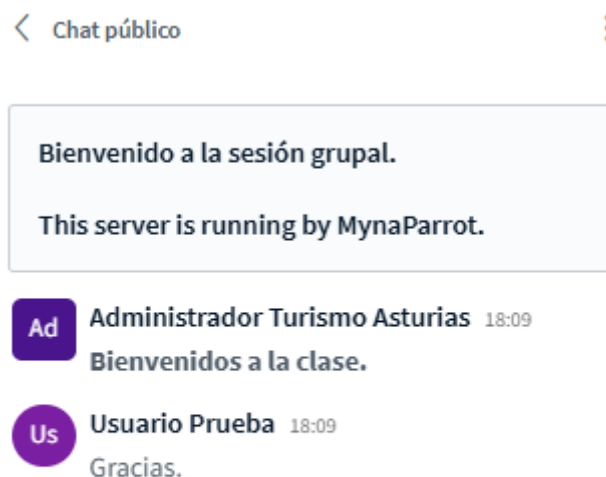 Chat público
Bienvenido a la sesión grupal.
This server is running by MynaParrot.
Ad
Administrador Turismo Asturias 18:09
Bienvenidos a la clase.
Us
Usuario Prueba 18:09
Gracias.